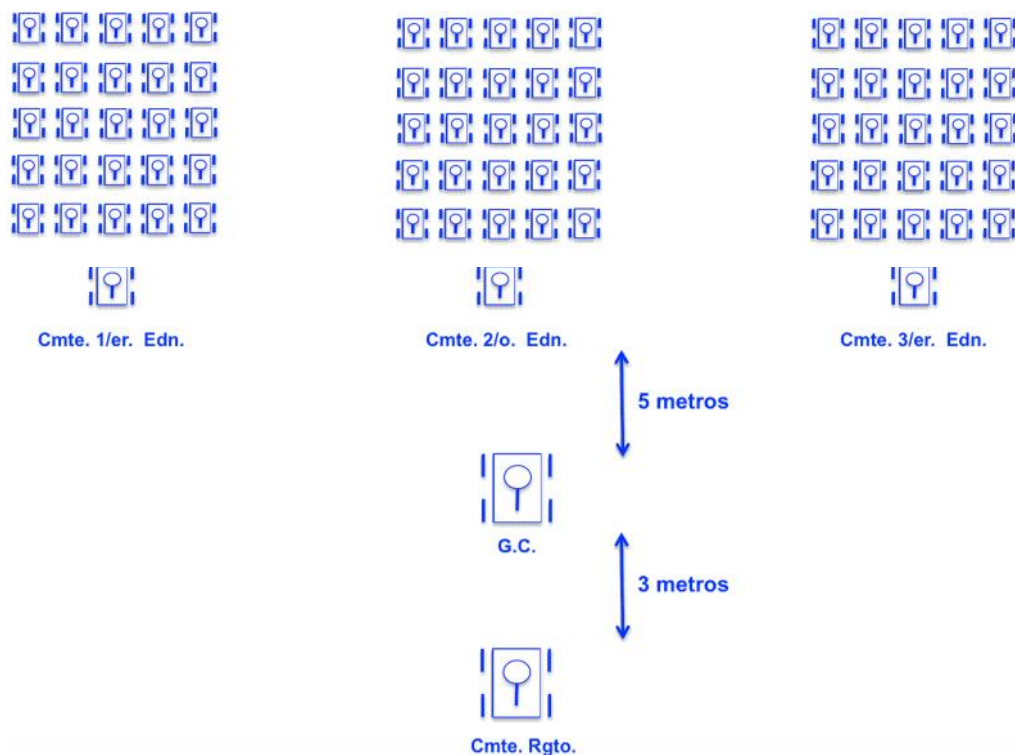 Cmte. 1/er. Edn.
Cmte. 2/o. Edn.
Cmte. 3/er. Edn.
5 metros
G.C.
3 metros
Cmte. Rgto.